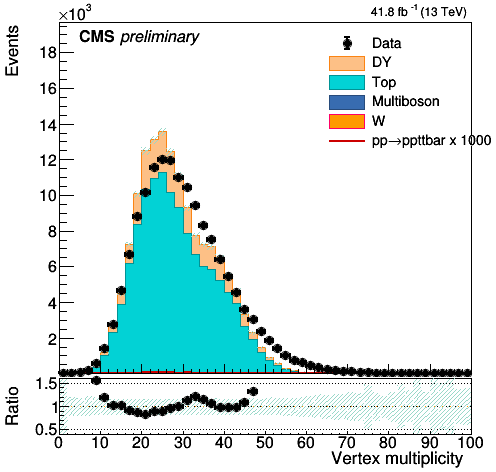 ×10³
41.8 fb⁻¹ (13 TeV)
CMS preliminary
Events
18
16
14
12
10
8
6
4
2
Data
DY
Top
Multiboson
W
pp→ppttbar x 1000
Ratio
1.5
1
0.5
0 10 20 30 40 50 60 70 80 90 100
Vertex multiplicity